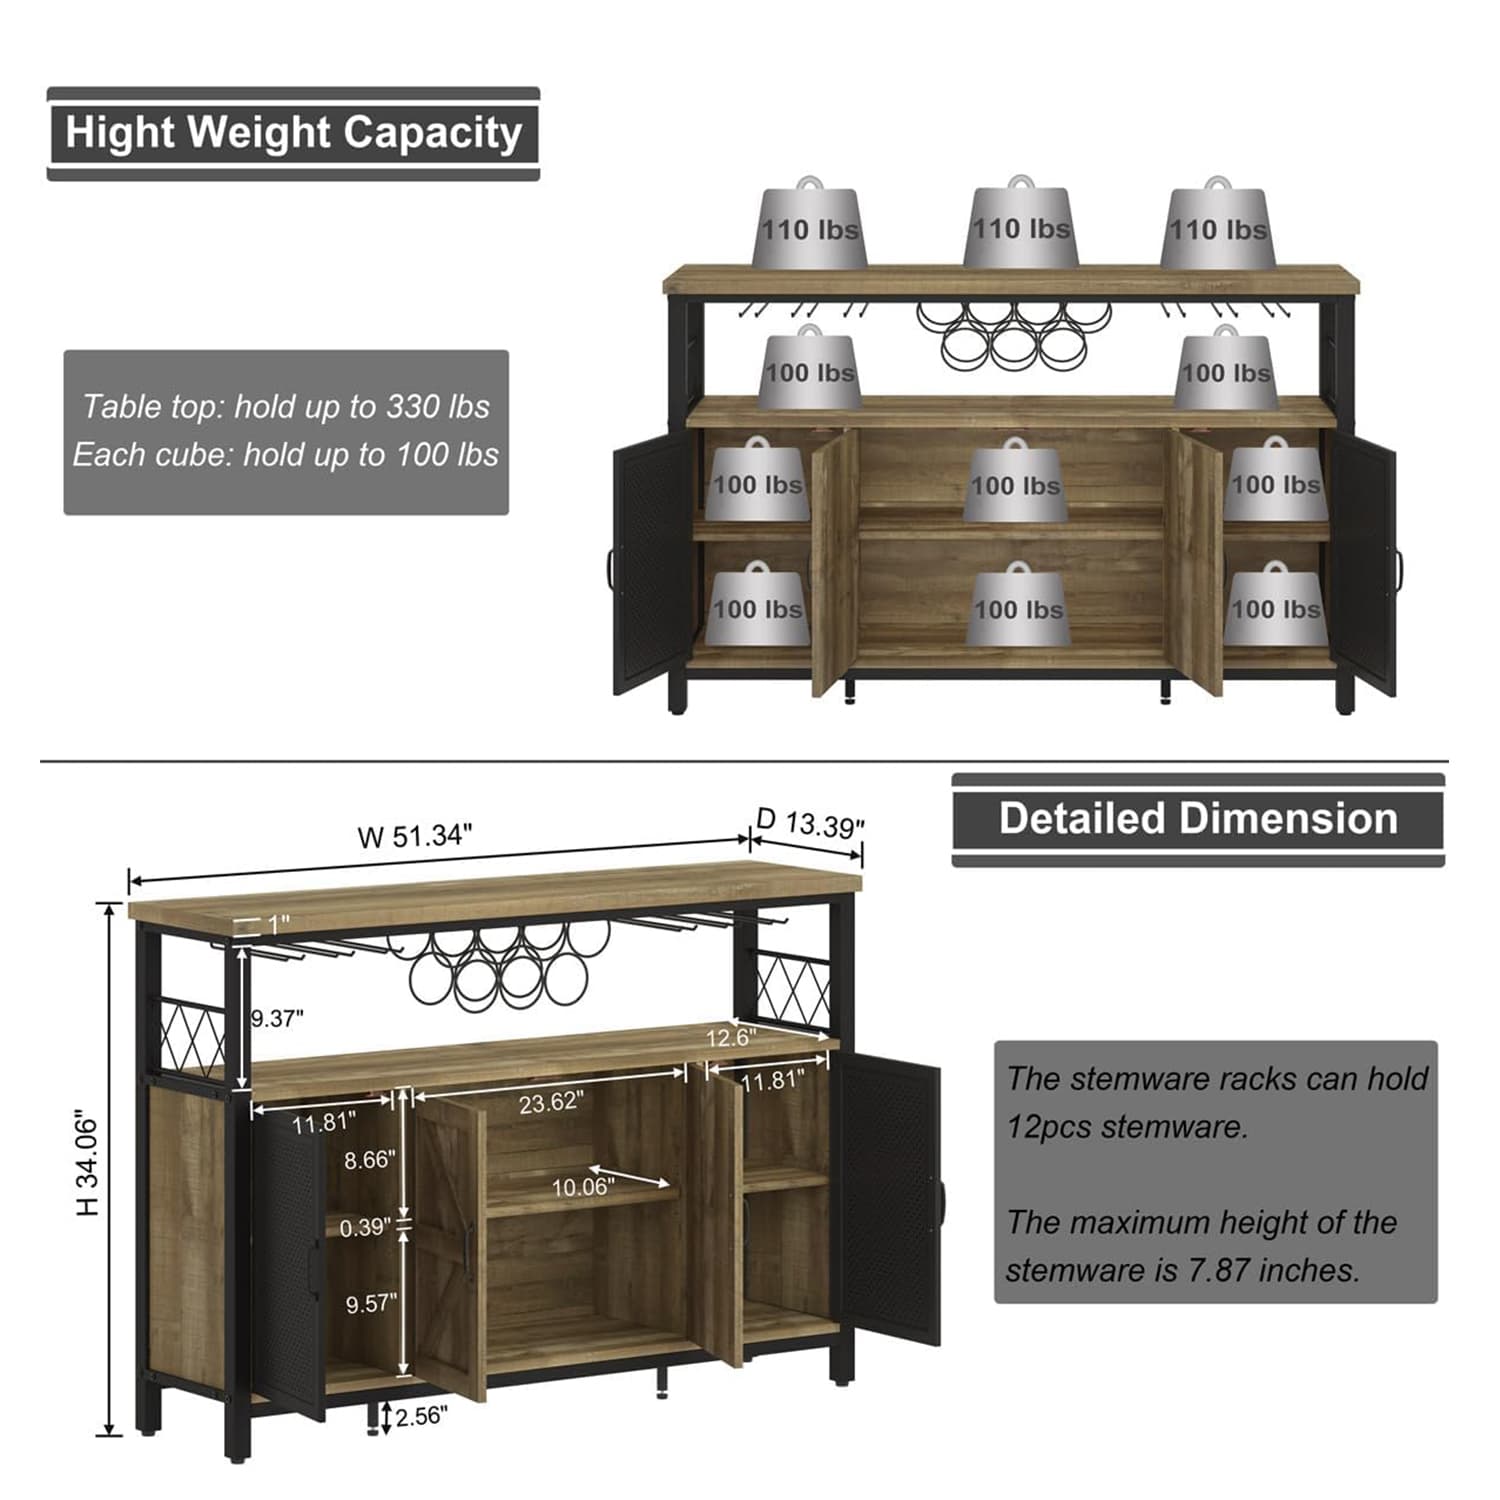 Hight Weight Capacity
Table top: hold up to 330 lbs
Each cube: hold up to 100 lbs
110 lbs
110 lbs
110 lbs
100 lbs
100 lbs
100 lbs
100 lbs
100 lbs
100 lbs
100 lbs
100 lbs
Detailed Dimension
W 51.34"
D 13.39"
1"
9.37"
H 34.06"
12.6"
11.81"
23.62"
11.81"
8.66"
10.06"
0.39"
9.57"
2.56"
The stemware racks can hold
12pcs stemware.
The maximum height of the
stemware is 7.87 inches.